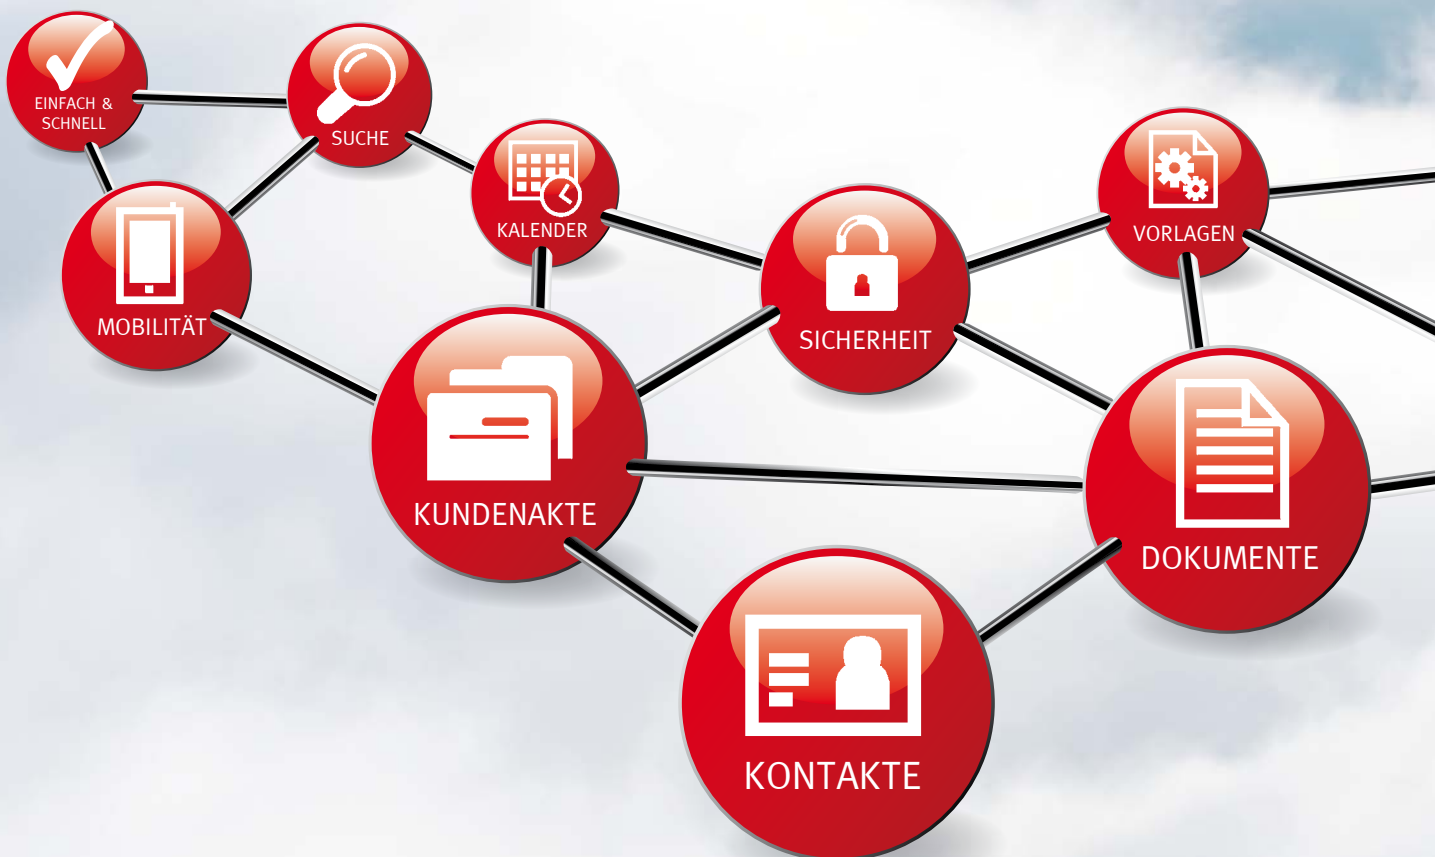 EINFACH &
SCHNELL
SUCHE
KALENDER
MOBILITÄT
SICHERHEIT
VORLAGEN
KUNDENAKTE
DOKUMENTE
KONTAKTE